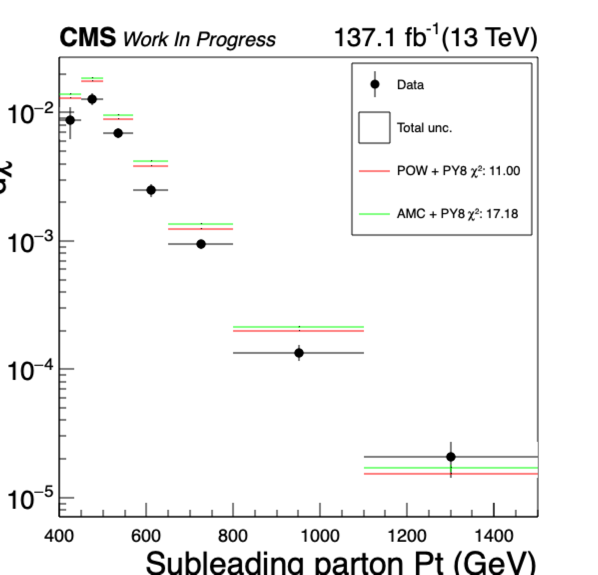 CMS Work In Progress
137.1 fb⁻¹(13 TeV)
Data
Total unc.
POW + PY8 χ²: 11.00
AMC + PY8 χ²: 17.18
10⁻²
10⁻³
10⁻⁴
10⁻⁵
400 600 800 1000 1200 1400
Subleading parton Pt (GeV)